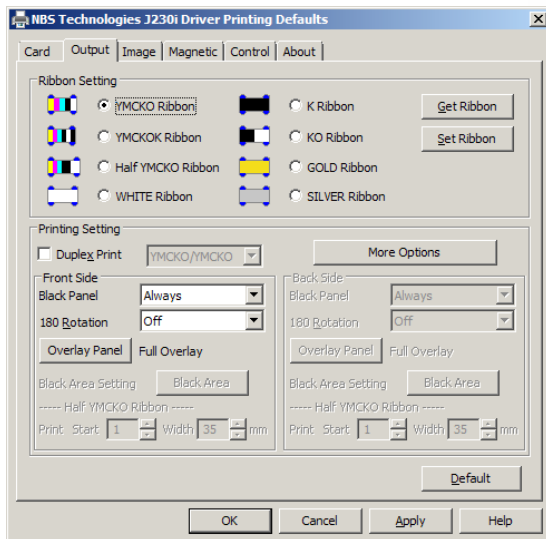 NBS Technologies J230i Driver Printing Defaults
Card Output Image Magnetic Control About
Ribbon Setting
YMCKO Ribbon K Ribbon Get Ribbon
YMCKOK Ribbon KO Ribbon Set Ribbon
Half YMCKO Ribbon GOLD Ribbon
WHITE Ribbon SILVER Ribbon
Printing Setting
Duplex Print YMCKO/YMCKO More Options
Front Side Back Side
Black Panel Always Black Panel Always
180 Rotation Off 180 Rotation Off
Overlay Panel Full Overlay Overlay Panel Full Overlay
Black Area Setting Black Area Black Area Setting Black Area
----- Half YMCKO Ribbon ----- ----- Half YMCKO Ribbon -----
Print Start 1 Width 35 mm Print Start 1 Width 35 mm
Default
OK Cancel Apply Help